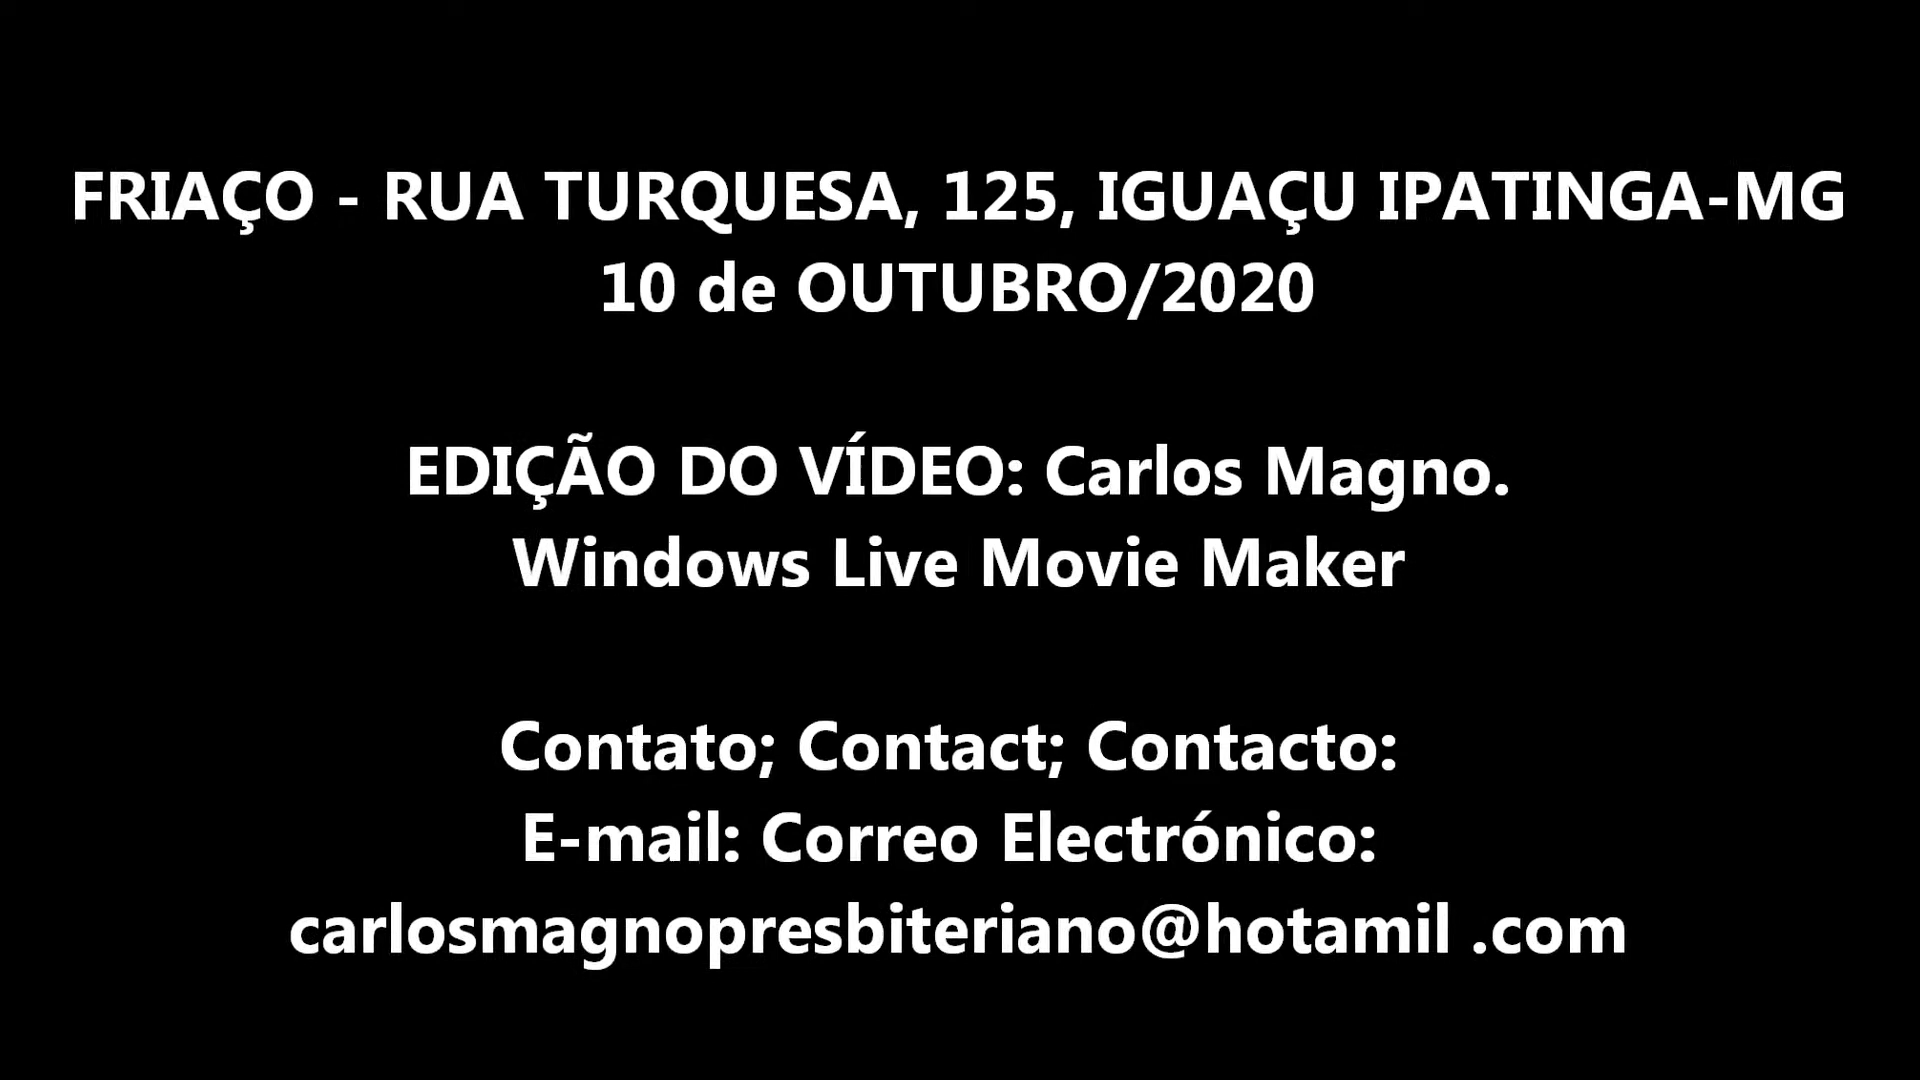 FRIAÇO - RUA TURQUESA, 125, IGUAÇU IPATINGA-MG
10 de OUTUBRO/2020
EDIÇÃO DO VÍDEO: Carlos Magno.
Windows Live Movie Maker
Contato; Contact; Contacto:
E-mail: Correo Electrónico:
carlosmagnopresbiteriano@hotamil .com